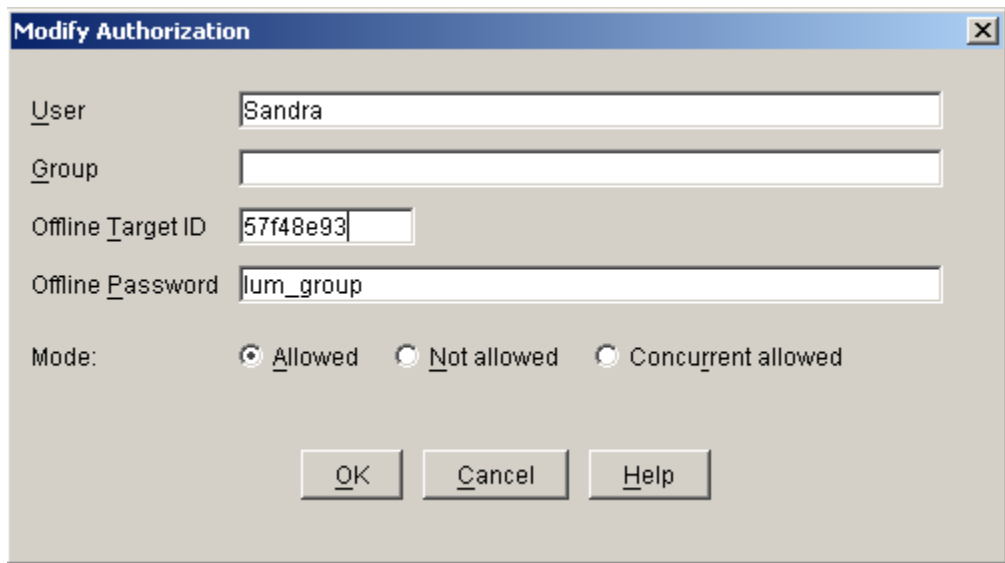 Modify Authorization
User Sandra
Group
Offline Target ID 57f48e93
Offline Password lum_group
Mode: Allowed Not allowed Concurrent allowed
OK Cancel Help